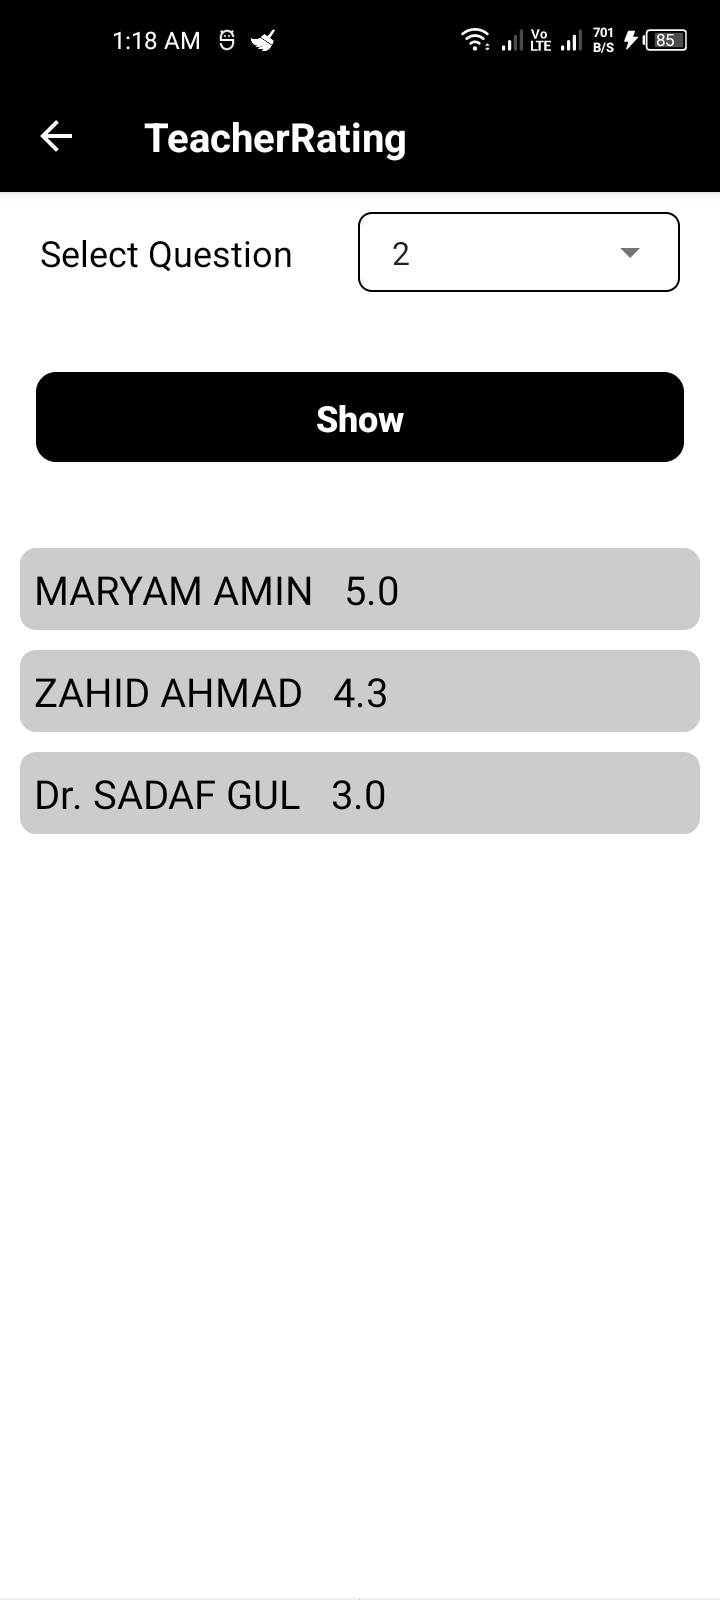 1:18 AM
Vo LTE
701 B/S
85
TeacherRating
Select Question
2
Show
MARYAM AMIN 5.0
ZAHID AHMAD 4.3
Dr. SADAF GUL 3.0